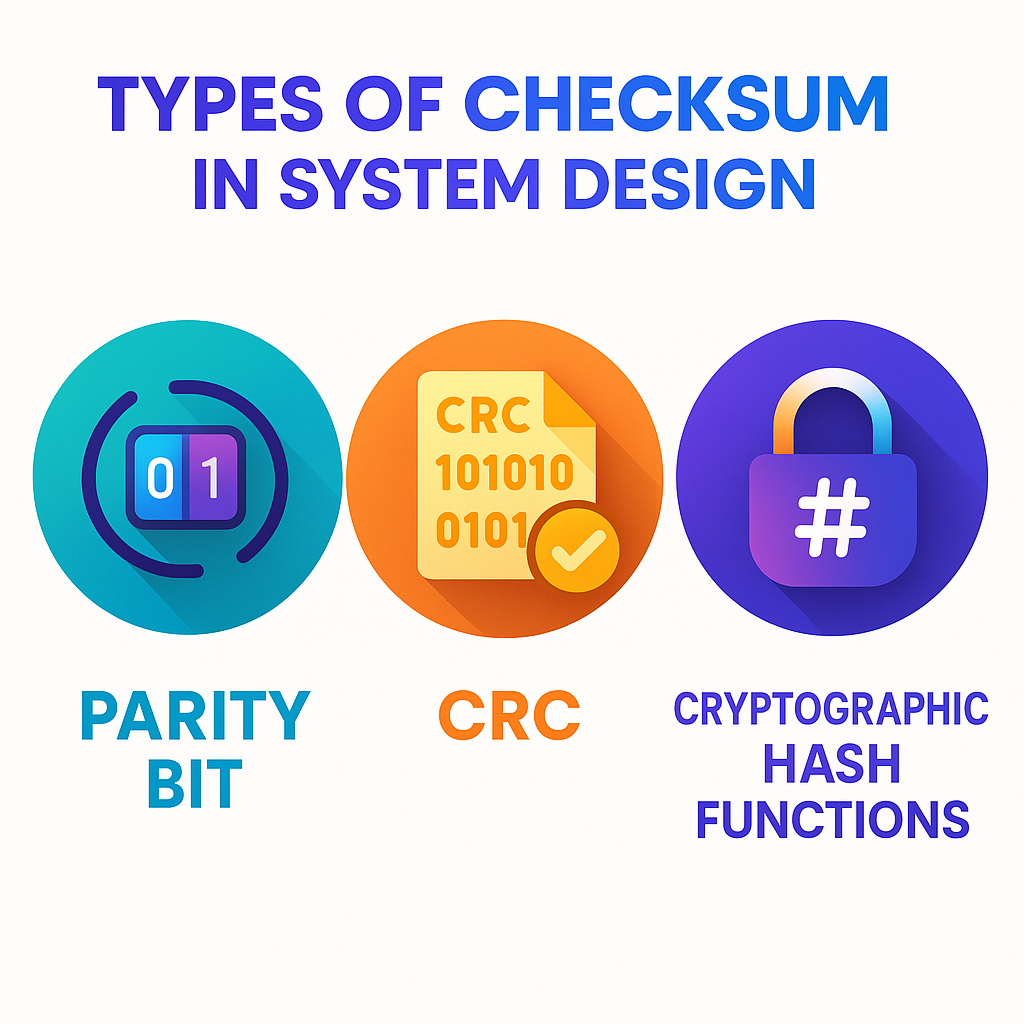 TYPES OF CHECKSUM
IN SYSTEM DESIGN
0 1
CRC
101010
0101
#
PARITY
BIT
CRC
CRYPTOGRAPHIC
HASH
FUNCTIONS